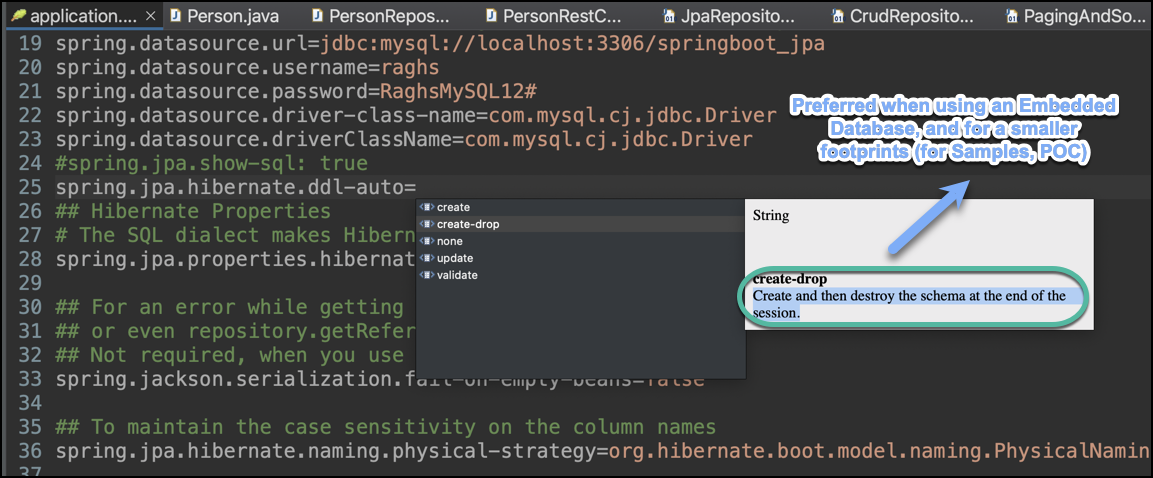 application.... × Person.java PersonRepos... PersonRestC... JpaReposito... CrudReposito... PagingAndSo...
19 spring.datasource.url=jdbc:mysql://localhost:3306/springboot_jpa
20 spring.datasource.username=raghs
21 spring.datasource.password=RaghsMySQL12#
22 spring.datasource.driver-class-name=com.mysql.cj.jdbc.Driver
23 spring.datasource.driverClassName=com.mysql.cj.jdbc.Driver
Preferred when using an Embedded
Database, and for a smaller
footprints (for Samples, POC)
24 #spring.jpa.show-sql: true
25 spring.jpa.hibernate.ddl-auto=
create
create-drop
none
update
validate
String
create-drop
Create and then destroy the schema at the end of the
session.
26 ## Hibernate Properties
27 # The SQL dialect makes Hibern
28 spring.jpa.properties.hibernat
29
30 ## For an error while getting
31 ## or even repository.getRefer
32 ## Not required, when you use
33 spring.jackson.serialization.fail-on-empty-beans=false
34
35 ## To maintain the case sensitivity on the column names
36 spring.jpa.hibernate.naming.physical-strategy=org.hibernate.boot.model.naming.PhysicalNamin
37